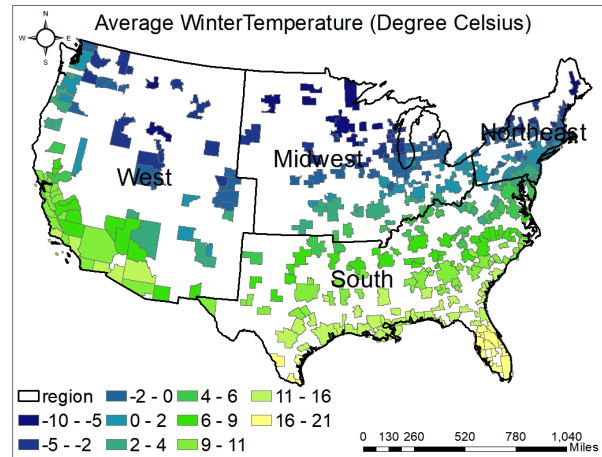 Average WinterTemperature (Degree Celsius)
N
W E
S
Northeast
Midwest
West
South
region -2 - 0 4 - 6 11 - 16
-10 - -5 0 - 2 6 - 9 16 - 21
-5 - -2 2 - 4 9 - 11
0 130 260 520 780 1,040
Miles